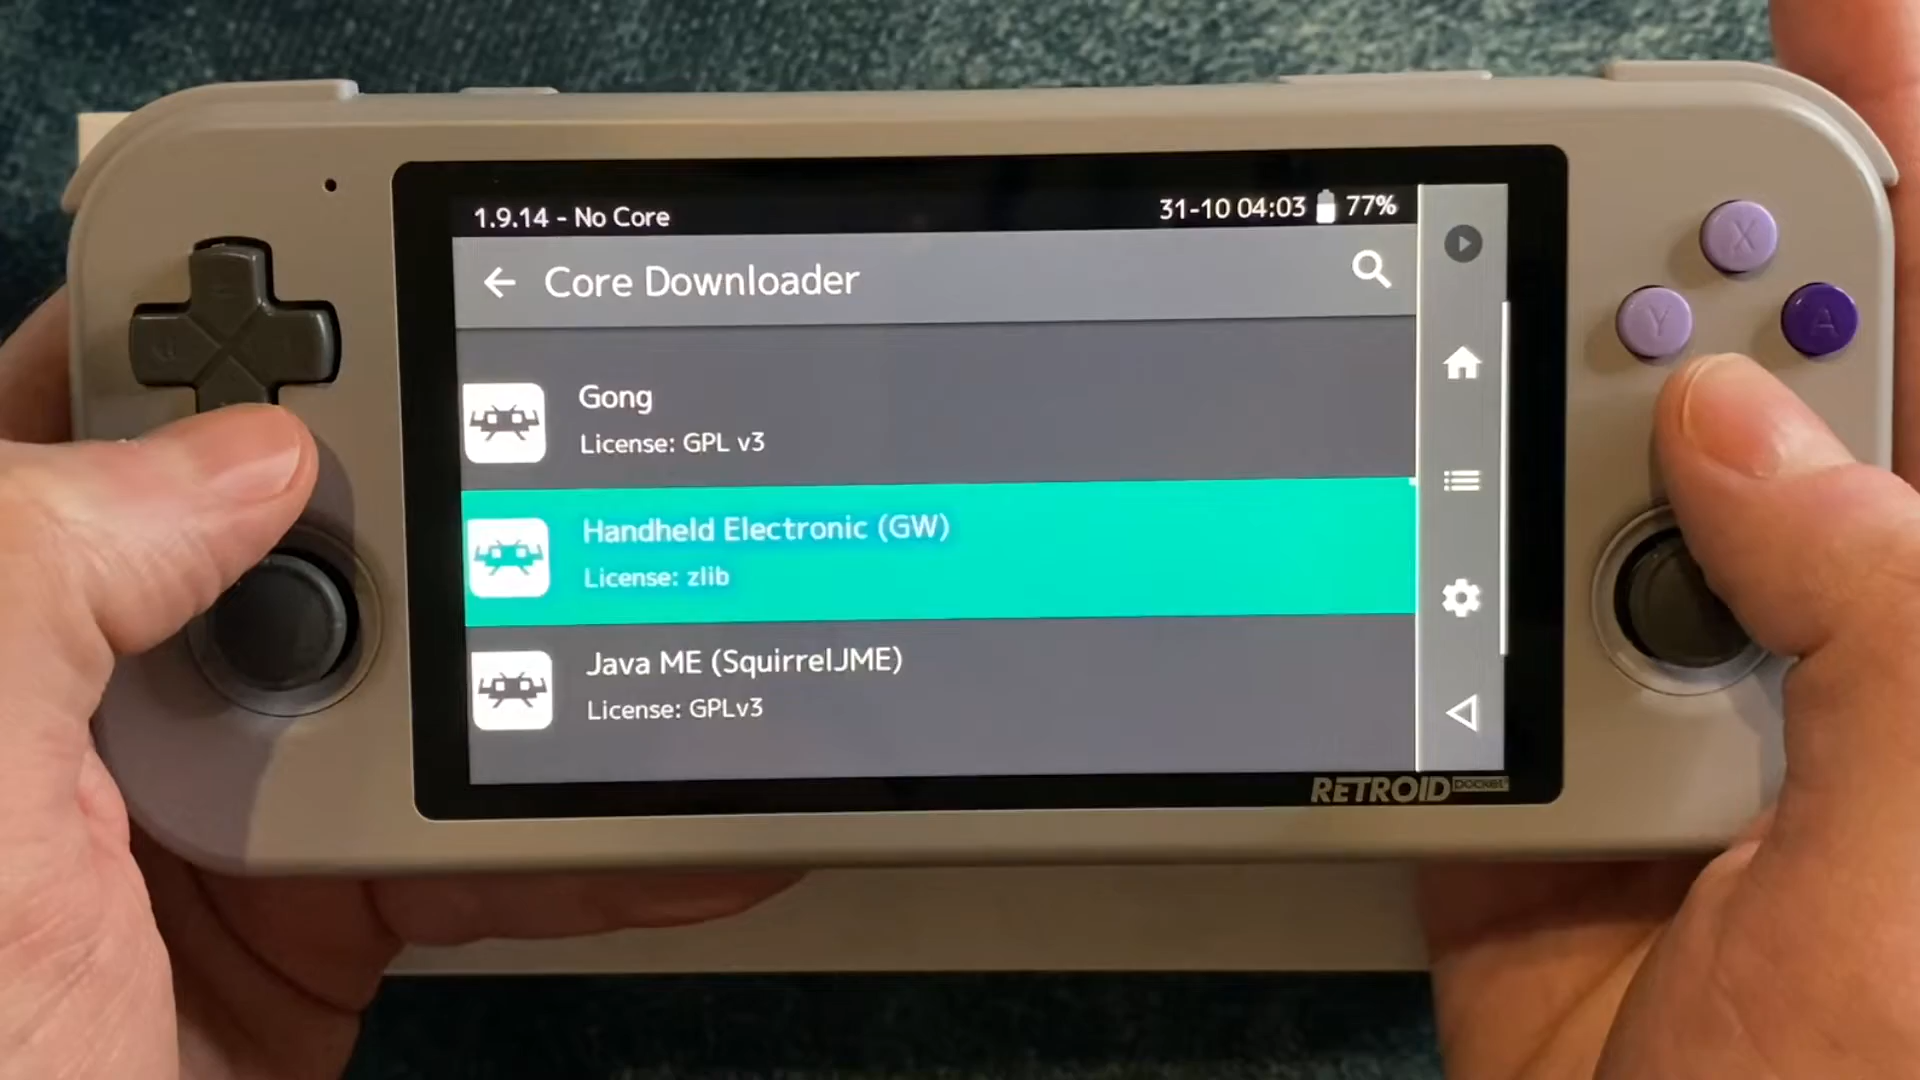 1.9.14 - No Core
31-10 04:03 77%
Core Downloader
Gong
License: GPL v3
Handheld Electronic (GW)
License: zlib
Java ME (SquirrelJME)
License: GPLv3
RETROID POCKET
X
Y
A